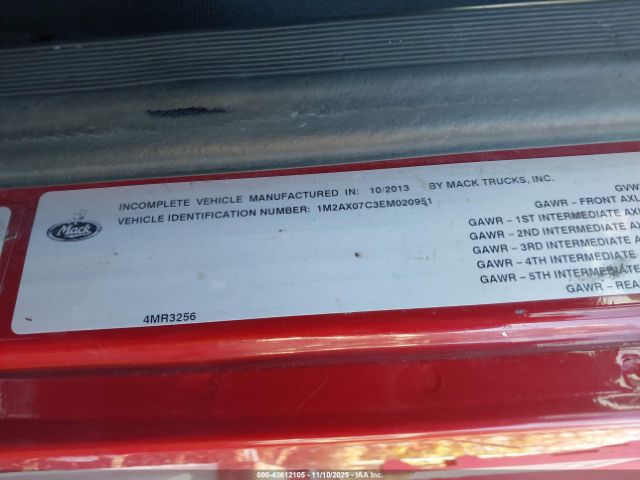 INCOMPLETE VEHICLE MANUFACTURED IN: 10/2013 BY MACK TRUCKS, INC.
VEHICLE IDENTIFICATION NUMBER: 1M2AX07C3EM020951
Mack
4MR3256
GVW
GAWR - FRONT AXL
GAWR - 1ST INTERMEDIATE AXL
GAWR - 2ND INTERMEDIATE AX
GAWR - 3RD INTERMEDIATE A
GAWR - 4TH INTERMEDIATE
GAWR - 5TH INTERMEDIATE
GAWR - REA
00-43612105 - 11/10/2025 - IAA Inc.